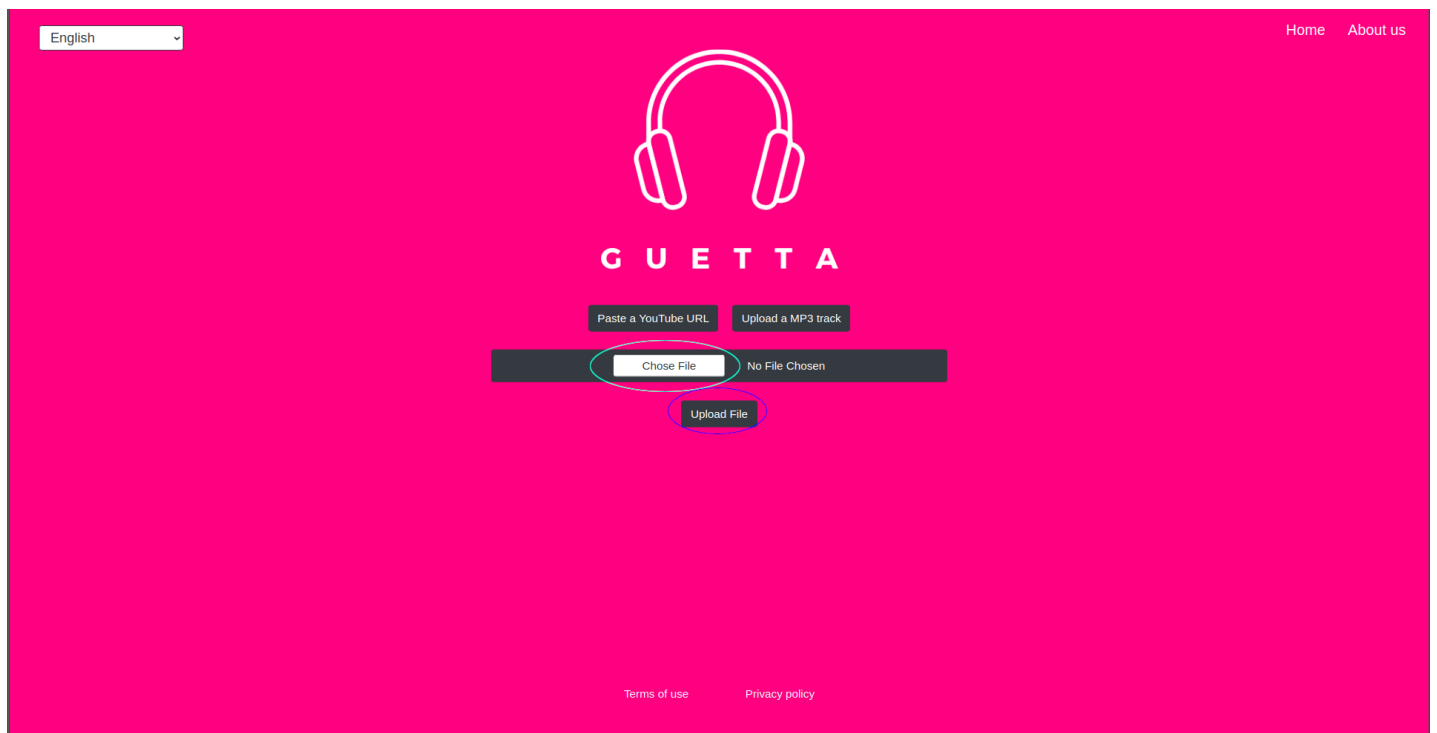 English
Home About us
GUETTA
Paste a YouTube URL Upload a MP3 track
Chose File No File Chosen
Upload File
Terms of use Privacy policy